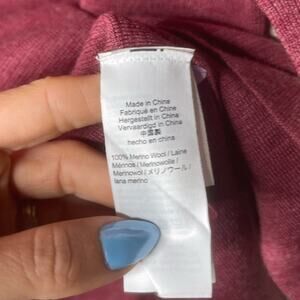 Made in China
Fabriqué en Chine
Hergestellt in China
Vervaardigd in China
中国製
hecho en china
100% Merino Wool / Laine
Mérinos / Merinowolle /
Merinowol / メリノウール /
lana merino